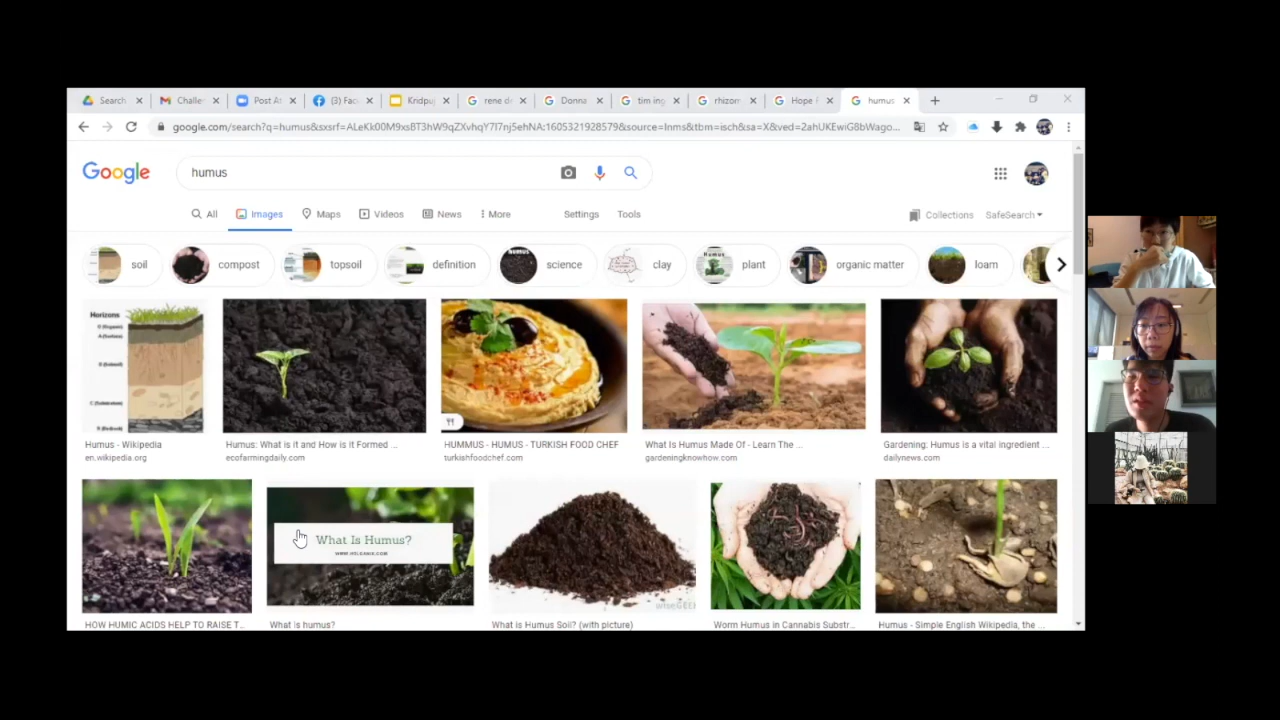 Search
Challe
Post At
(3) Fac
Kridpuj
rene de
Donna
tim ing
rhizom
Hope F
humus
google.com/search?q=humus&sxsrf=ALeKk00M9xsBT3hW9qZXvhqY7l7nj5ehNA:1605321928579&source=lnms&tbm=isch&sa=X&ved=2ahUKEwiG8bWago...
Google
humus
All
Images
Maps
Videos
News
More
Settings
Tools
Collections
SafeSearch
soil
compost
topsoil
definition
science
clay
plant
organic matter
loam
Horizons
Humus - Wikipedia
en.wikipedia.org
Humus: What is it and How is it Formed ...
ecofarmingdaily.com
HUMMUS - HUMUS - TURKISH FOOD CHEF
turkishfoodchef.com
What Is Humus Made Of - Learn The ...
gardeningknowhow.com
Gardening: Humus is a vital ingredient ...
dailynews.com
What Is Humus?
wiseGEEK
HOW HUMIC ACIDS HELP TO RAISE T...
What is humus?
What is Humus Soil? (with picture)
Worm Humus in Cannabis Substr...
Humus - Simple English Wikipedia, the ...